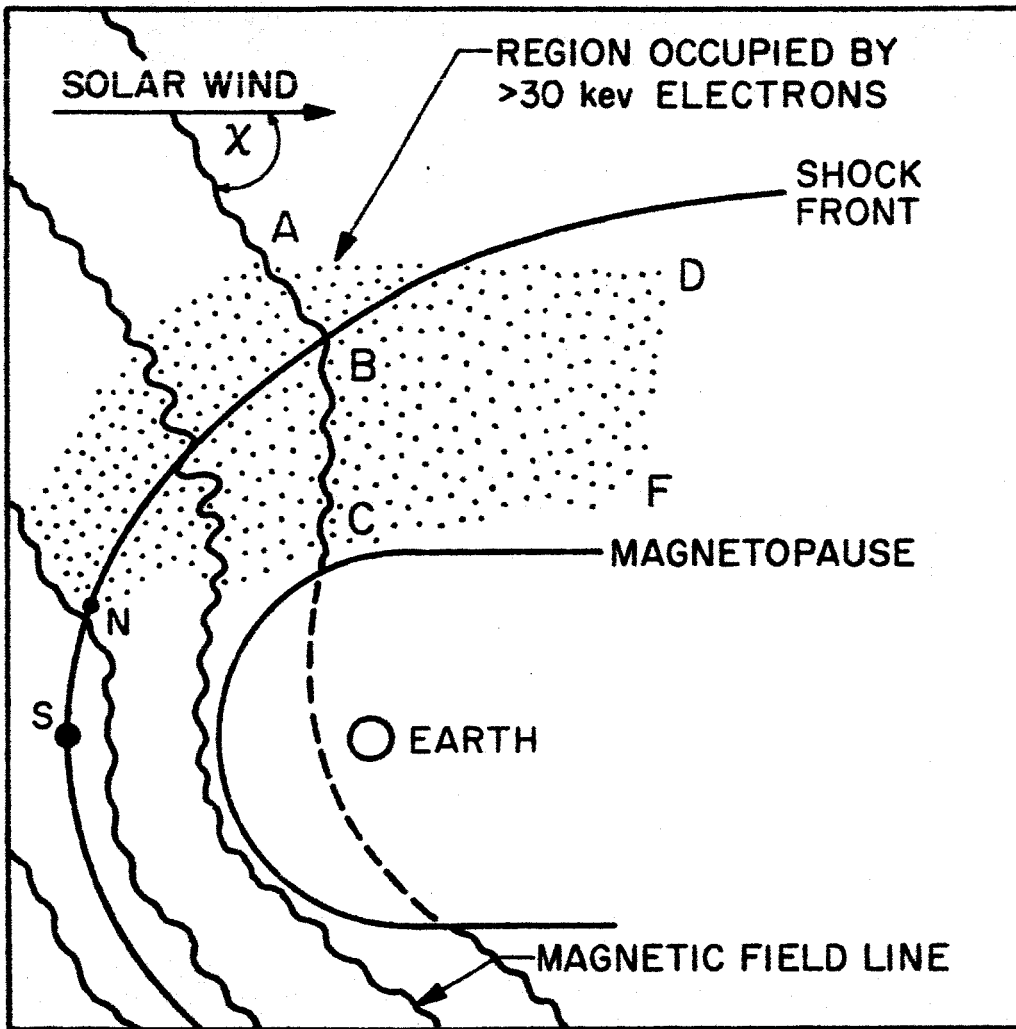 REGION OCCUPIED BY
>30 kev ELECTRONS
SOLAR WIND
χ
SHOCK
FRONT
A
D
B
F
C
MAGNETOPAUSE
N
S
EARTH
MAGNETIC FIELD LINE